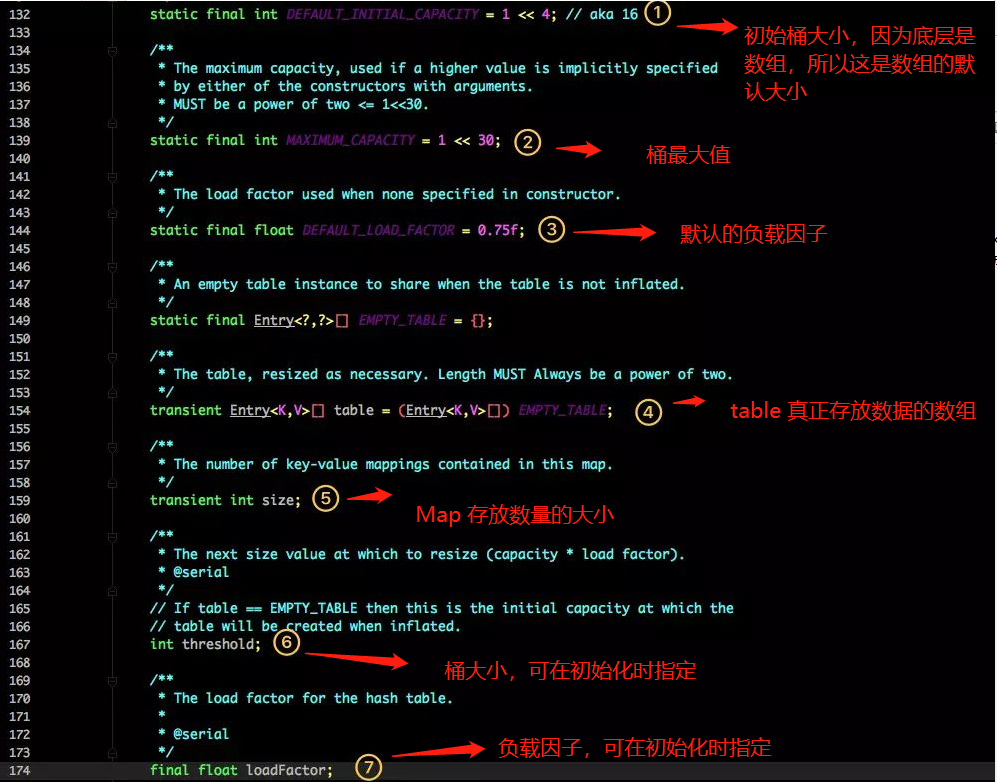 132 static final int DEFAULT_INITIAL_CAPACITY = 1 << 4; // aka 16 ①
初始桶大小，因为底层是
数组，所以这是数组的默
认大小
133
134 /**
135 * The maximum capacity, used if a higher value is implicitly specified
136 * by either of the constructors with arguments.
137 * MUST be a power of two <= 1<<30.
138 */
139 static final int MAXIMUM_CAPACITY = 1 << 30; ②
桶最大值
140
141 /**
142 * The load factor used when none specified in constructor.
143 */
144 static final float DEFAULT_LOAD_FACTOR = 0.75f; ③ 默认的负载因子
145
146 /**
147 * An empty table instance to share when the table is not inflated.
148 */
149 static final Entry<?,?>[] EMPTY_TABLE = {};
150
151 /**
152 * The table, resized as necessary. Length MUST Always be a power of two.
153 */
154 transient Entry<K,V>[] table = (Entry<K,V>[]) EMPTY_TABLE; ④ table 真正存放数据的数组
155
156 /**
157 * The number of key-value mappings contained in this map.
158 */
159 transient int size; ⑤
Map 存放数量的大小
160
161 /**
162 * The next size value at which to resize (capacity * load factor).
163 * @serial
164 */
165 // If table == EMPTY_TABLE then this is the initial capacity at which the
166 // table will be created when inflated.
167 int threshold; ⑥
桶大小，可在初始化时指定
168
169 /**
170 * The load factor for the hash table.
171 *
172 * @serial
173 */
负载因子，可在初始化时指定
174 final float loadFactor; ⑦